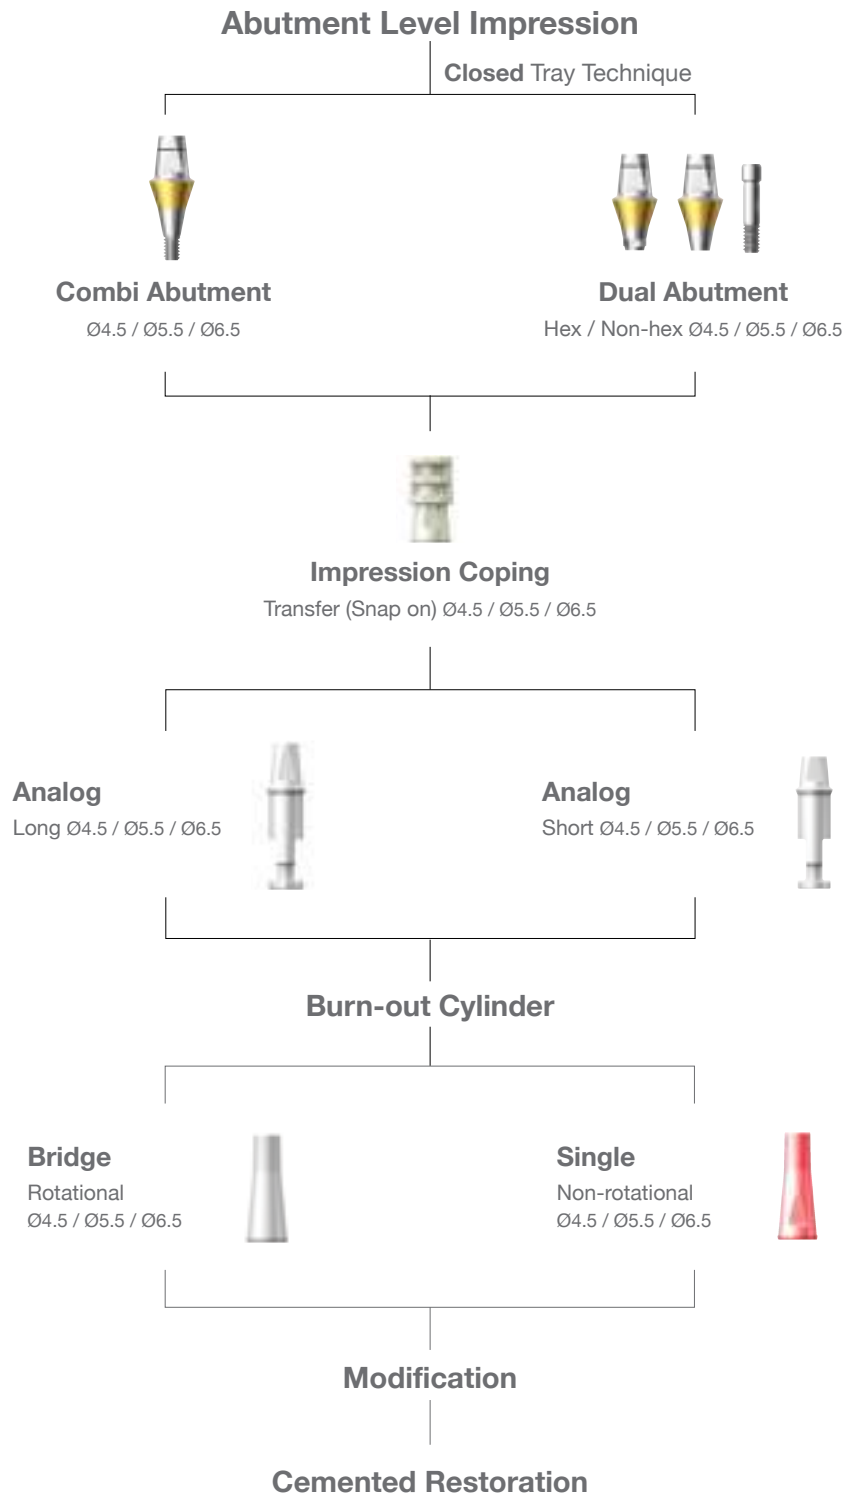 Abutment Level Impression
Closed Tray Technique
Combi Abutment
Ø4.5 / Ø5.5 / Ø6.5
Dual Abutment
Hex / Non-hex Ø4.5 / Ø5.5 / Ø6.5
Impression Coping
Transfer (Snap on) Ø4.5 / Ø5.5 / Ø6.5
Analog
Long Ø4.5 / Ø5.5 / Ø6.5
Analog
Short Ø4.5 / Ø5.5 / Ø6.5
Burn-out Cylinder
Bridge
Rotational
Ø4.5 / Ø5.5 / Ø6.5
Single
Non-rotational
Ø4.5 / Ø5.5 / Ø6.5
Modification
Cemented Restoration